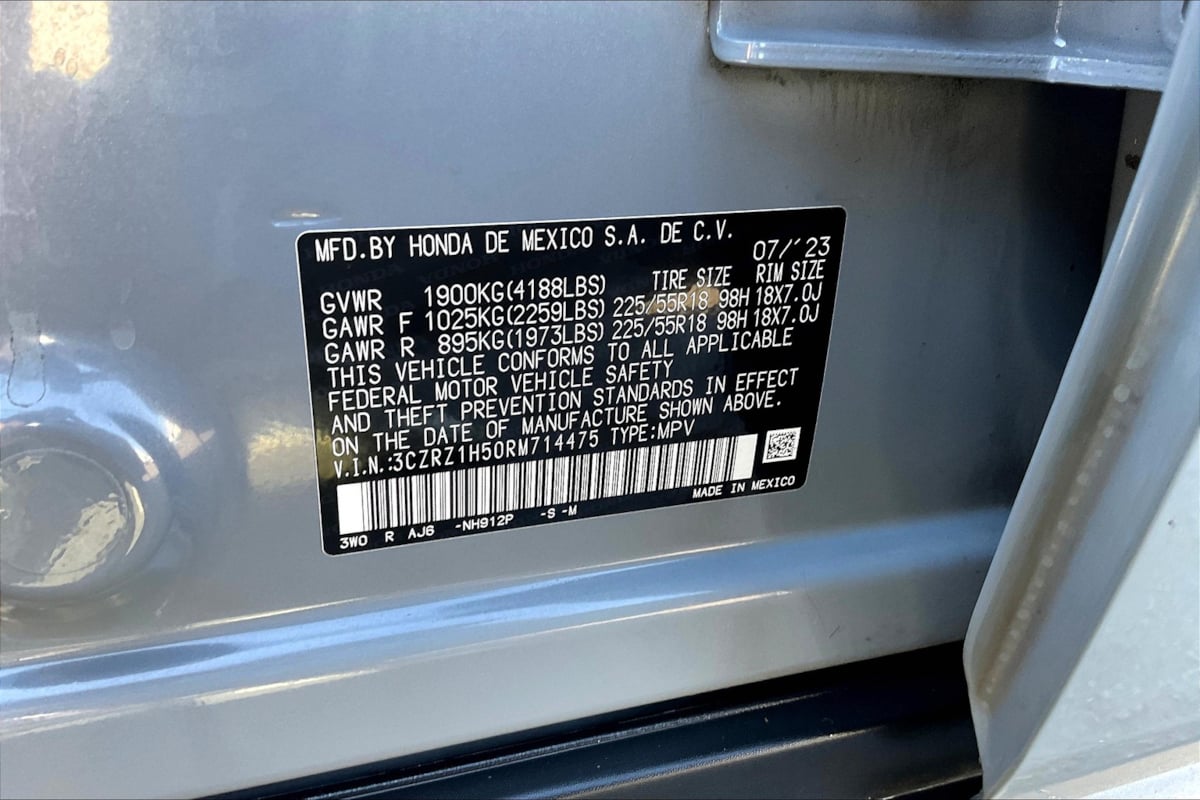 MFD.BY HONDA DE MEXICO S.A. DE C.V.
07/'23
TIRE SIZE RIM SIZE
GVWR 1900KG(4188LBS)
GAWR F 1025KG(2259LBS) 225/55R18 98H 18X7.0J
GAWR R 895KG(1973LBS) 225/55R18 98H 18X7.0J
THIS VEHICLE CONFORMS TO ALL APPLICABLE
FEDERAL MOTOR VEHICLE SAFETY
AND THEFT PREVENTION STANDARDS IN EFFECT
ON THE DATE OF MANUFACTURE SHOWN ABOVE.
V.I.N.:3CZRZ1H50RM714475 TYPE:MPV
MADE IN MEXICO
3W0 R AJ6 -NH912P -S -M